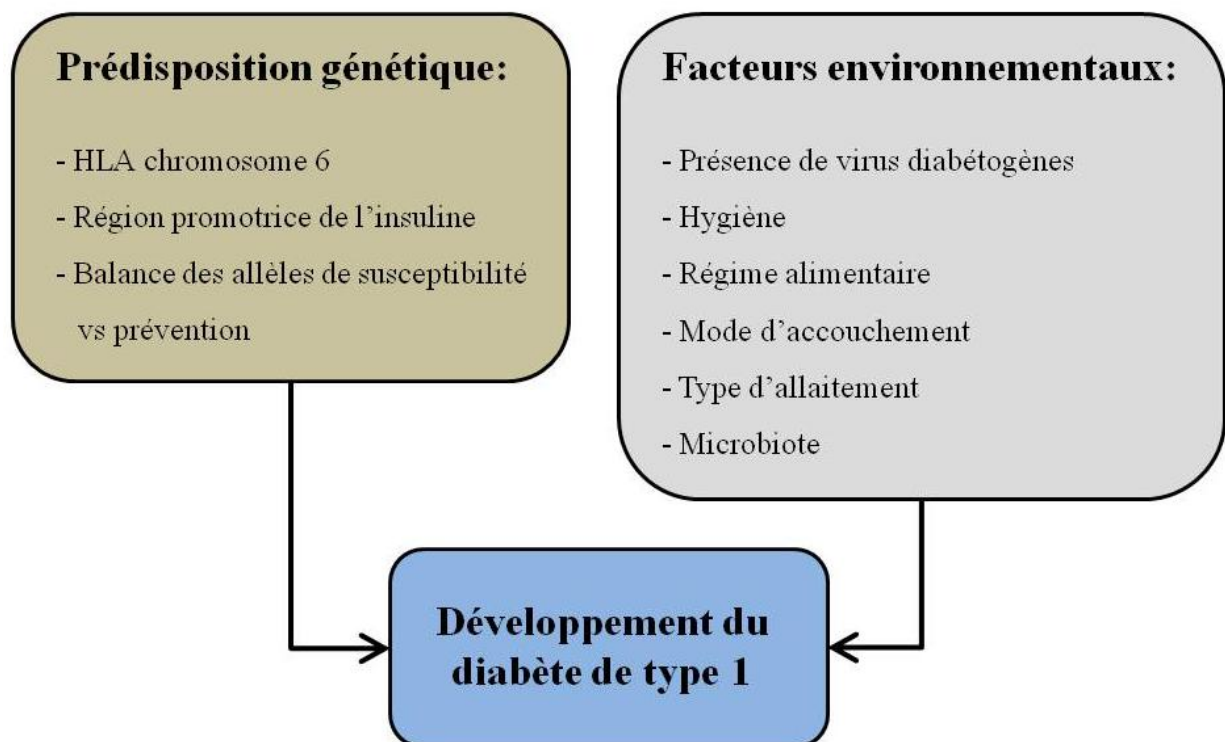 Prédisposition génétique:
- HLA chromosome 6
- Région promotrice de l’insuline
- Balance des allèles de susceptibilité
vs prévention
Facteurs environnementaux:
- Présence de virus diabétogènes
- Hygiène
- Régime alimentaire
- Mode d’accouchement
- Type d’allaitement
- Microbiote
Développement du
diabète de type 1